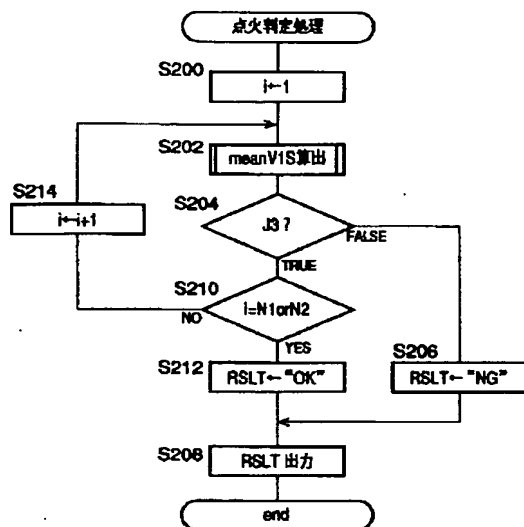 点火判定処理
S200
i←1
S202
meanV1S算出
S214
i←i+1
S204
J3?
FALSE
TRUE
S210
i=N1orN2
NO
YES
S212
RSLT←"OK"
S206
RSLT←"NG"
S208
RSLT 出力
end